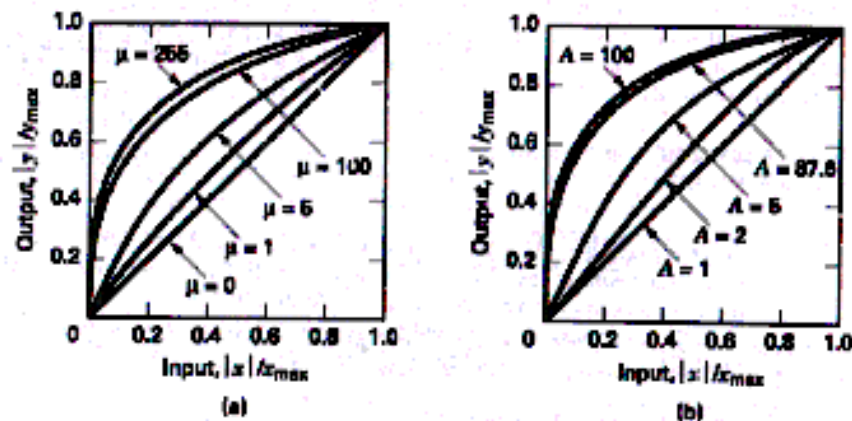 Output, |y|/ymax
1.0
0.8
0.6
0.4
0.2
μ = 255
μ = 100
μ = 5
μ = 1
μ = 0
0 0.2 0.4 0.6 0.8 1.0
Input, |x|/xmax
(a)
Output, |y|/ymax
1.0
0.8
0.6
0.4
0.2
A = 100
A = 87.6
A = 5
A = 2
A = 1
0 0.2 0.4 0.6 0.8 1.0
Input, |x|/xmax
(b)